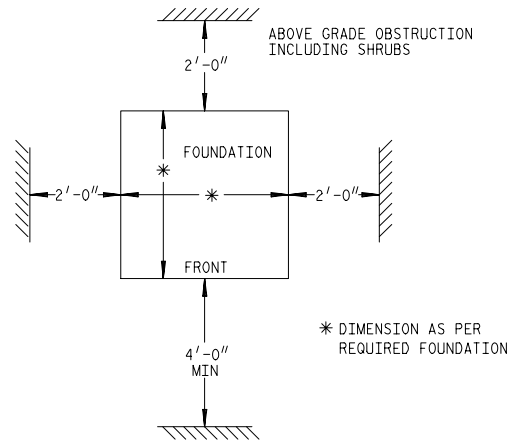 ABOVE GRADE OBSTRUCTION
INCLUDING SHRUBS
2'-0"
FOUNDATION
*
2'-0"
*
2'-0"
FRONT
4'-0"
MIN
* DIMENSION AS PER
REQUIRED FOUNDATION